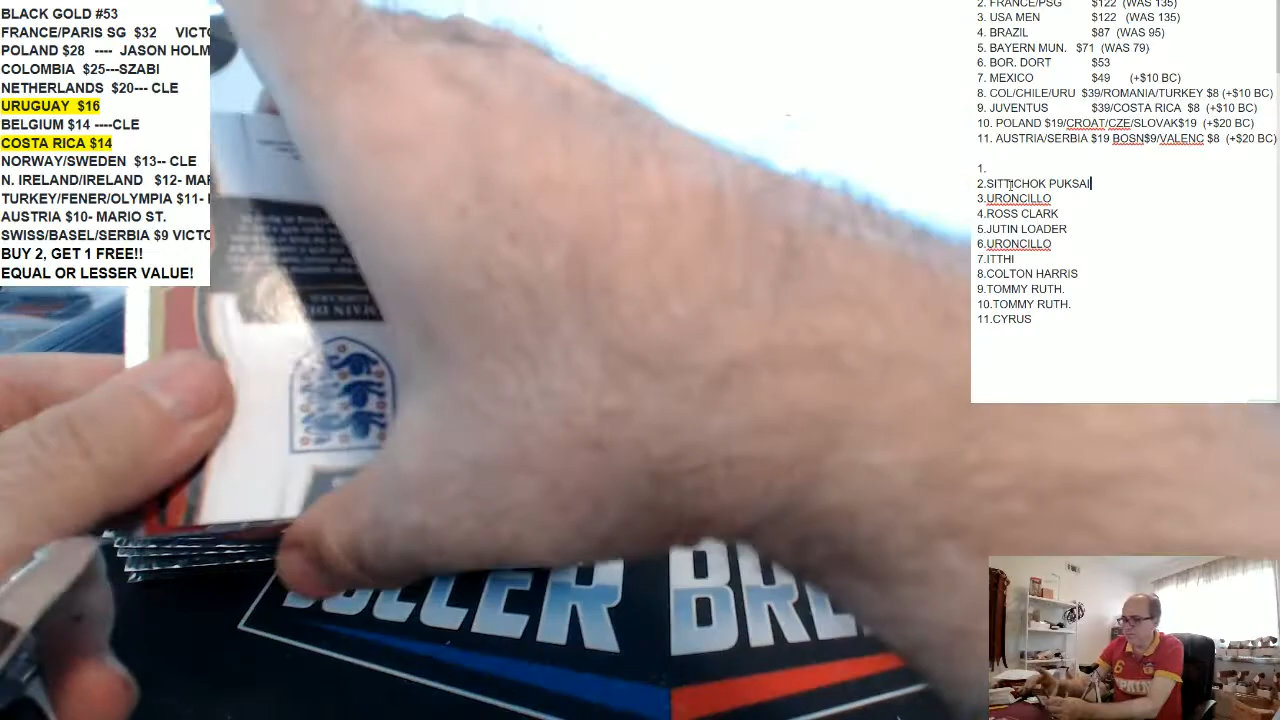 BLACK GOLD #53
FRANCE/PARIS SG $32 VICTO
POLAND $28 ---- JASON HOLM
COLOMBIA $25---SZABI
NETHERLANDS $20--- CLE
URUGUAY $16
BELGIUM $14 ----CLE
COSTA RICA $14
NORWAY/SWEDEN $13-- CLE
N. IRELAND/IRELAND $12- MAR
TURKEY/FENER/OLYMPIA $11-
AUSTRIA $10- MARIO ST.
SWISS/BASEL/SERBIA $9 VICTO
BUY 2, GET 1 FREE!!
EQUAL OR LESSER VALUE!
2. FRANCE/PSG $122 (WAS 135)
3. USA MEN $122 (WAS 135)
4. BRAZIL $87 (WAS 95)
5. BAYERN MUN. $71 (WAS 79)
6. BOR. DORT $53
7. MEXICO $49 (+$10 BC)
8. COL/CHILE/URU $39/ROMANIA/TURKEY $8 (+$10 BC)
9. JUVENTUS $39/COSTA RICA $8 (+$10 BC)
10. POLAND $19/CROAT/CZE/SLOVAK$19 (+$20 BC)
11. AUSTRIA/SERBIA $19 BOSN$9/VALENC $8 (+$20 BC)
1.
2.SITTICHOK PUKSAI
3.URONCILLO
4.ROSS CLARK
5.JUTIN LOADER
6.URONCILLO
7.ITTHI
8.COLTON HARRIS
9.TOMMY RUTH.
10.TOMMY RUTH.
11.CYRUS
SOCCER BRE